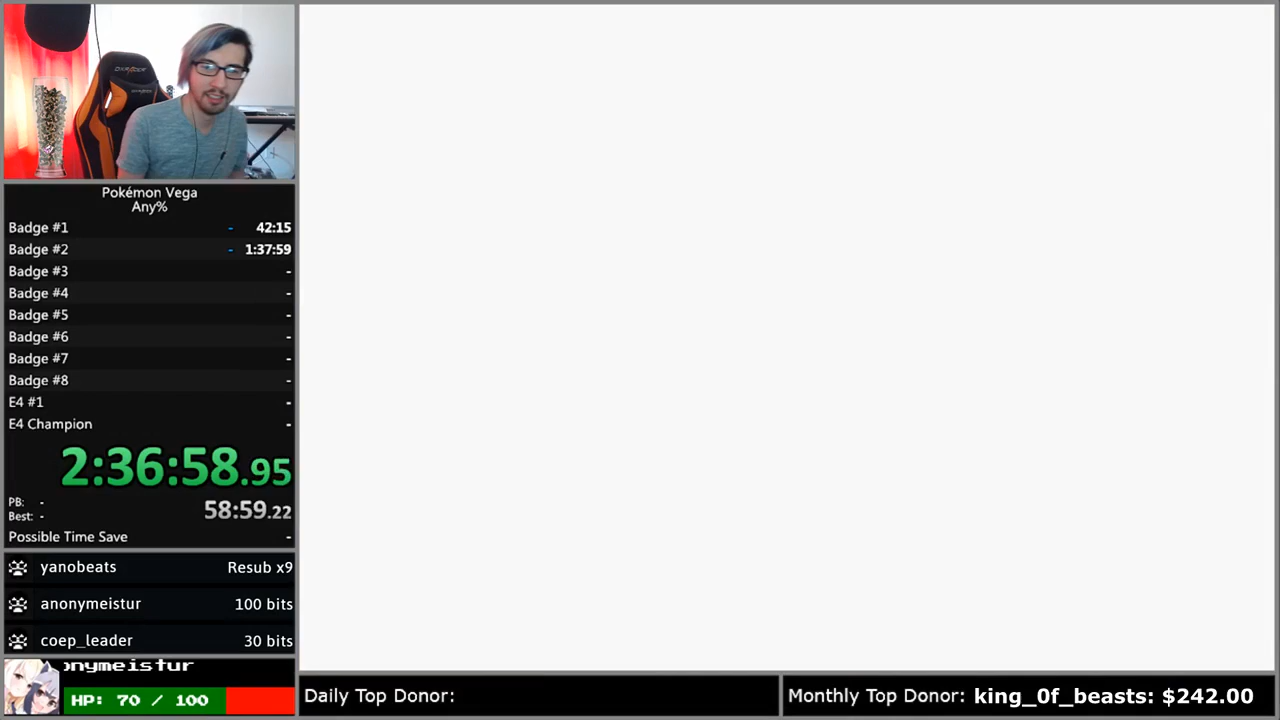 Pokémon Vega
Any%
Badge #1 - 42:15
Badge #2 - 1:37:59
Badge #3 -
Badge #4 -
Badge #5 -
Badge #6 -
Badge #7 -
Badge #8 -
E4 #1 -
E4 Champion -
2:36:58.95
PB: -
Best: -
58:59.22
Possible Time Save -
yanobeats Resub x9
anonymeistur 100 bits
coep_leader 30 bits
nymeistur
HP: 70 / 100
Daily Top Donor:
Monthly Top Donor: king_0f_beasts: $242.00